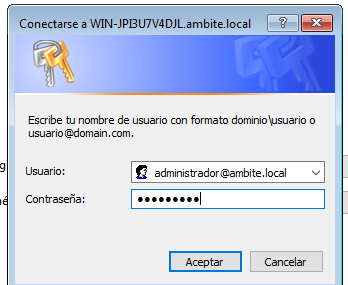 Conectarse a WIN-JPI3U7V4DJL.ambite.local
?
Escribe tu nombre de usuario con formato dominio\usuario o
usuario@domain.com.
Usuario: administrador@ambite.local
Contraseña: ●●●●●●●●●
Aceptar Cancelar